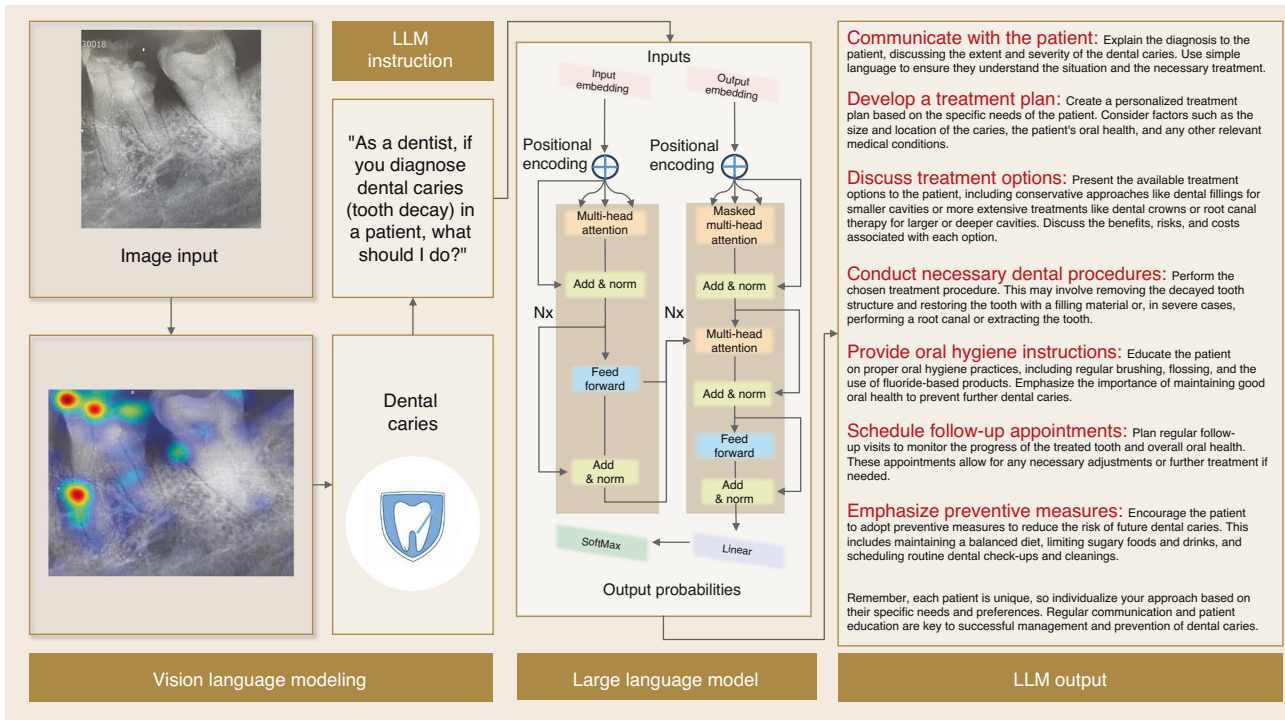 30018
Image input
Dental
caries
LLM
instruction
"As a dentist, if
you diagnose
dental caries
(tooth decay) in
a patient, what
should I do?"
Vision language modeling
Inputs
Input
embedding
Output
embedding
Positional
encoding
Positional
encoding
Multi-head
attention
Add & norm
Nx
Feed
forward
Add
& norm
Masked
multi-head
attention
Add & norm
Nx
Multi-head
attention
Add & norm
Feed
forward
Add
& norm
SoftMax
Linear
Output probabilities
Large language model
Communicate with the patient: Explain the diagnosis to the
patient, discussing the extent and severity of the dental caries. Use simple
language to ensure they understand the situation and the necessary treatment.
Develop a treatment plan: Create a personalized treatment
plan based on the specific needs of the patient. Consider factors such as the
size and location of the caries, the patient's oral health, and any other relevant
medical conditions.
Discuss treatment options: Present the available treatment
options to the patient, including conservative approaches like dental fillings for
smaller cavities or more extensive treatments like dental crowns or root canal
therapy for larger or deeper cavities. Discuss the benefits, risks, and costs
associated with each option.
Conduct necessary dental procedures: Perform the
chosen treatment procedure. This may involve removing the decayed tooth
structure and restoring the tooth with a filling material or, in severe cases,
performing a root canal or extracting the tooth.
Provide oral hygiene instructions: Educate the patient
on proper oral hygiene practices, including regular brushing, flossing, and the
use of fluoride-based products. Emphasize the importance of maintaining good
oral health to prevent further dental caries.
Schedule follow-up appointments: Plan regular follow-
up visits to monitor the progress of the treated tooth and overall oral health.
These appointments allow for any necessary adjustments or further treatment if
needed.
Emphasize preventive measures: Encourage the patient
to adopt preventive measures to reduce the risk of future dental caries. This
includes maintaining a balanced diet, limiting sugary foods and drinks, and
scheduling routine dental check-ups and cleanings.
Remember, each patient is unique, so individualize your approach based on
their specific needs and preferences. Regular communication and patient
education are key to successful management and prevention of dental caries.
LLM output